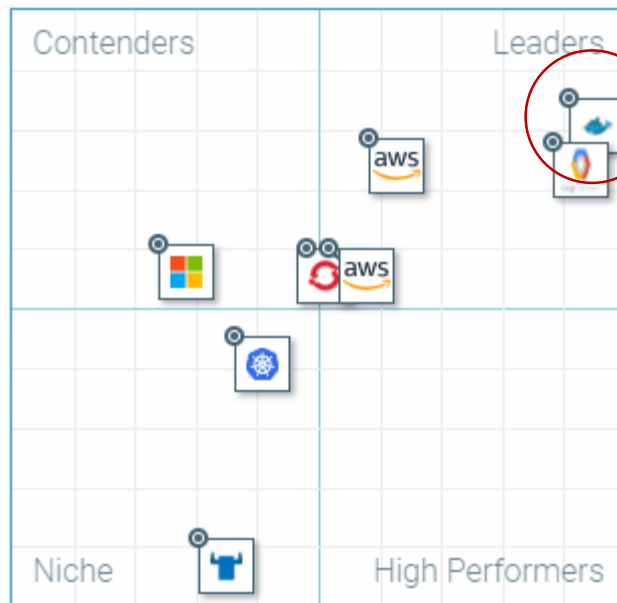 Contenders
Leaders
aws
aws
Niche
High Performers